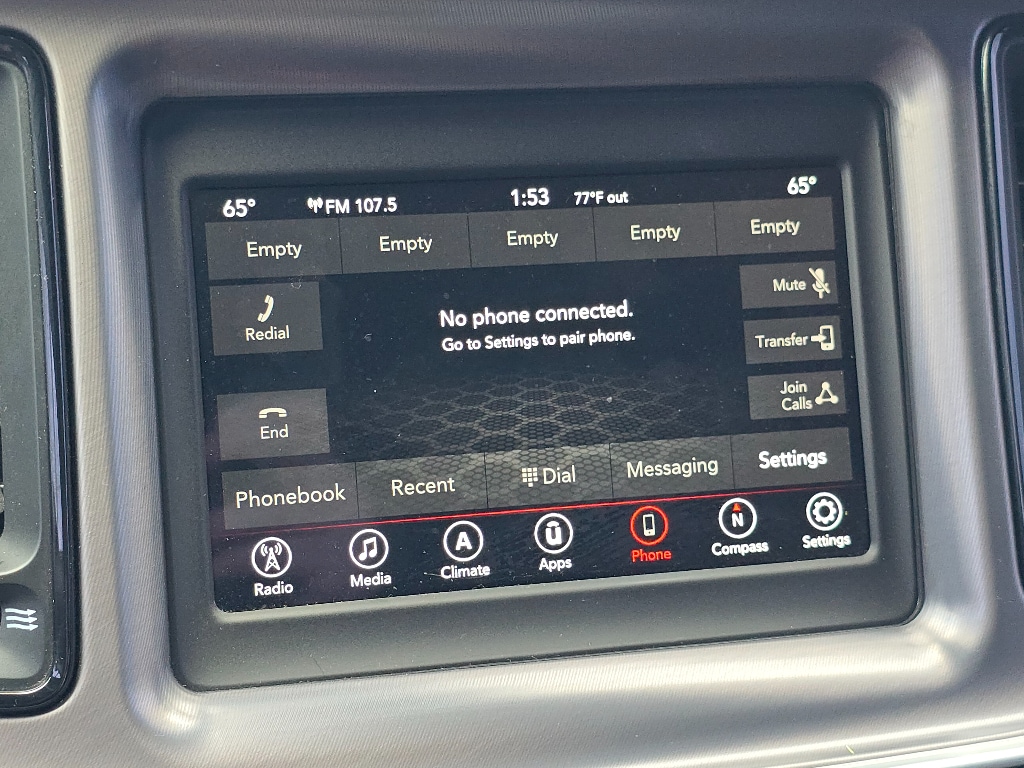 65° FM 107.5 1:53 77°F out 65°
Empty Empty Empty Empty Empty
Redial
No phone connected.
Go to Settings to pair phone.
Mute
Transfer
Join
Calls
End
Phonebook Recent Dial Messaging Settings
A ū N
Radio Media Climate Apps Phone Compass Settings